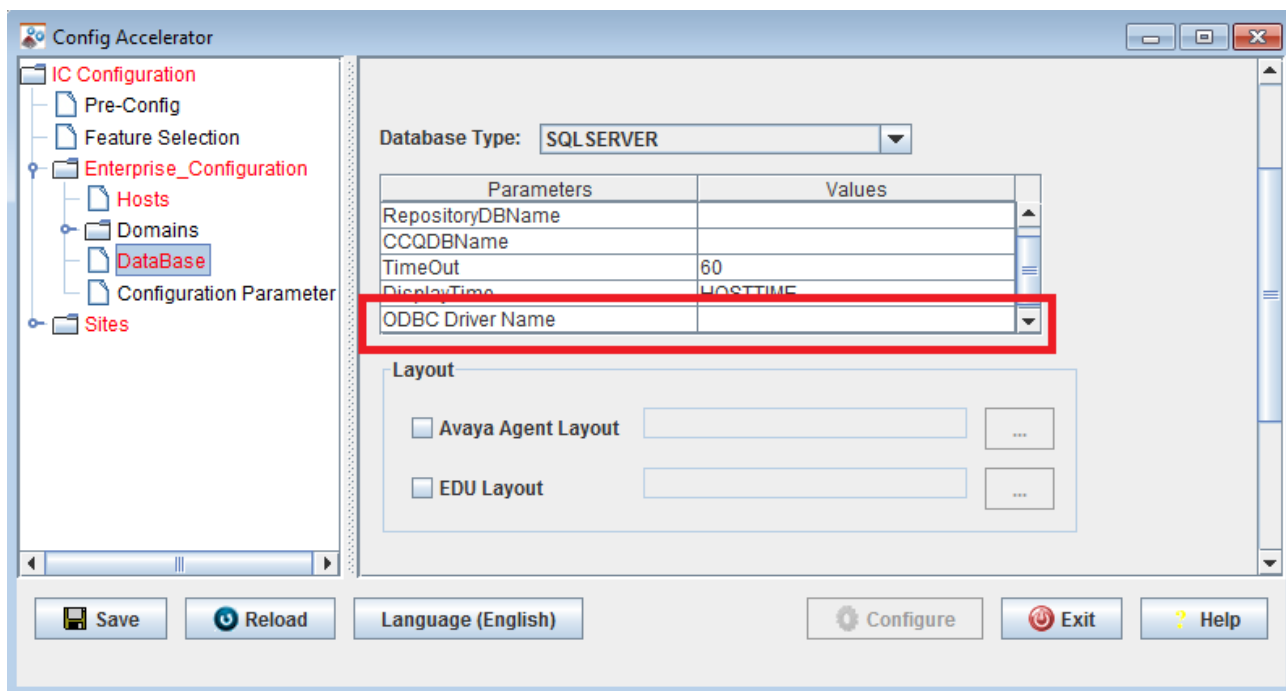 Config Accelerator
IC Configuration
Pre-Config
Feature Selection
Enterprise_Configuration
Hosts
Domains
DataBase
Configuration Parameter
Sites
Database Type: SQLSERVER
Parameters Values
RepositoryDBName
CCQDBName
TimeOut 60
DisplayTime HOSTTIME
ODBC Driver Name
Layout
Avaya Agent Layout ...
EDU Layout ...
Save Reload Language (English) Configure Exit ? Help